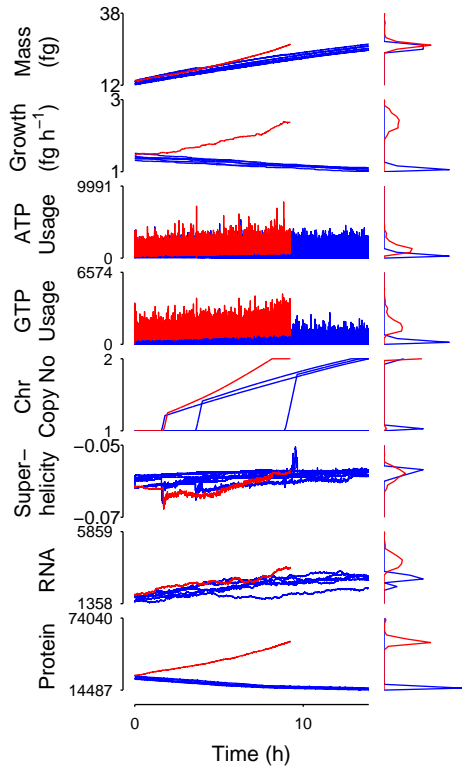 38
Mass
(fg)
12
3
Growth
(fg h⁻¹)
1
9991
ATP
Usage
0
6574
GTP
Usage
0
2
Chr
Copy No
1
−0.05
Super−
helicity
−0.07
5859
RNA
1358
74040
Protein
14487
0 10
Time (h)